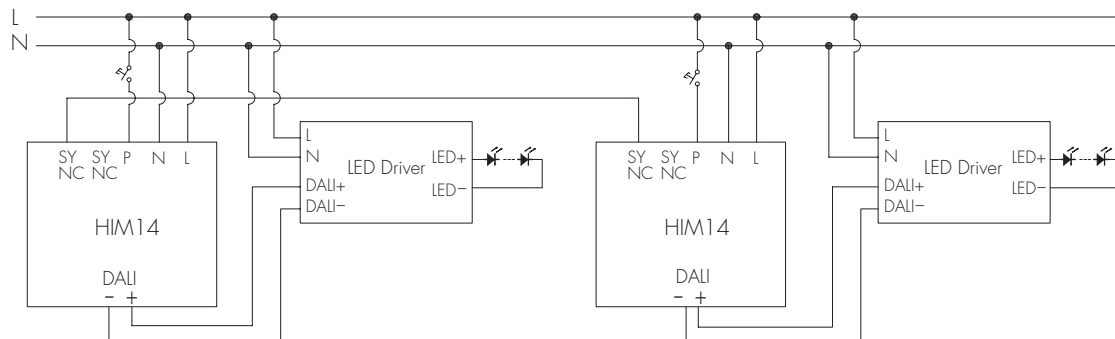 L
N
SY
NC
SY
NC
P
N
L
HIM14
DALI
- +
L
N
DALI+
DALI-
LED Driver
LED+
LED-
SY
NC
SY
NC
P
N
L
HIM14
DALI
- +
L
N
DALI+
DALI-
LED Driver
LED+
LED-